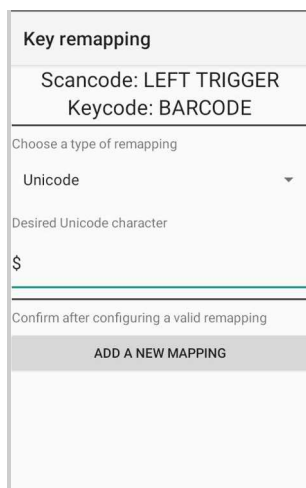 Key remapping
Scancode: LEFT TRIGGER
Keycode: BARCODE
Choose a type of remapping
Unicode
Desired Unicode character
$
Confirm after configuring a valid remapping
ADD A NEW MAPPING